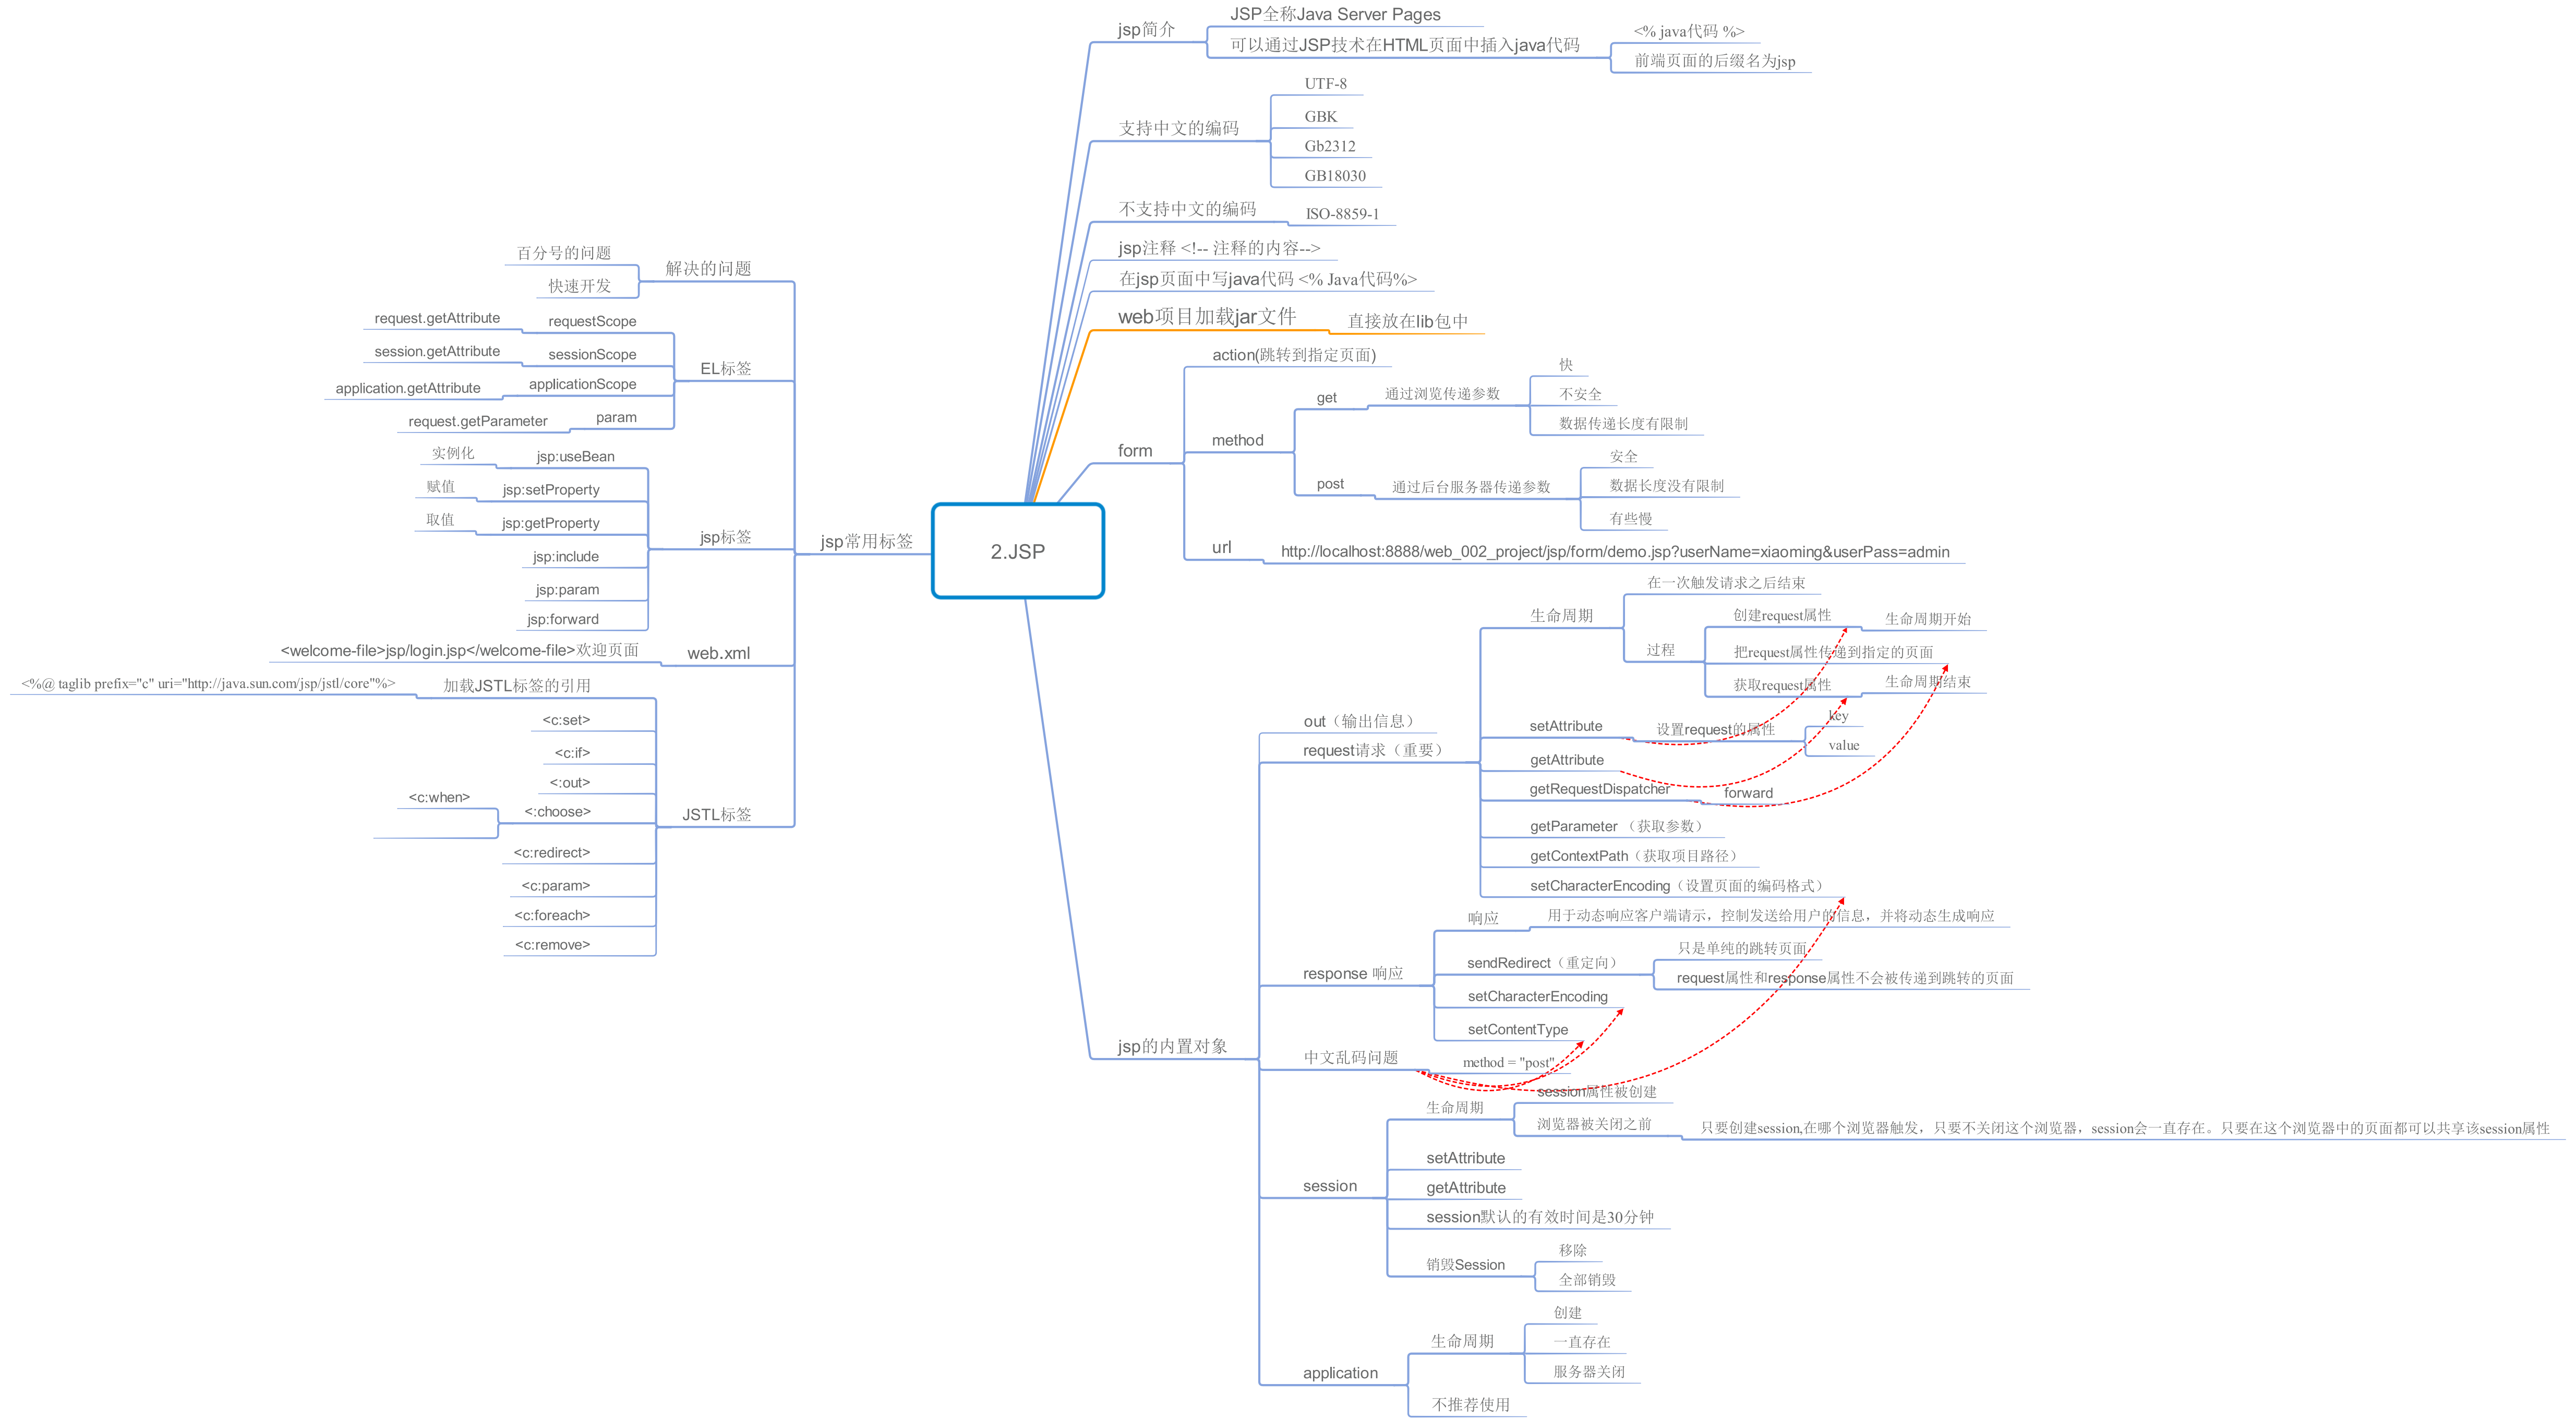 2.JSP
jsp简介
JSP全称Java Server Pages
可以通过JSP技术在HTML页面中插入java代码
<% java代码 %>
前端页面的后缀名为jsp
支持中文的编码
UTF-8
GBK
Gb2312
GB18030
不支持中文的编码
ISO-8859-1
jsp注释 <!-- 注释的内容-->
在jsp页面中写java代码 <% Java代码%>
web项目加载jar文件
直接放在lib包中
form
action(跳转到指定页面)
method
get
通过浏览传递参数
快
不安全
数据传递长度有限制
post
通过后台服务器传递参数
安全
数据长度没有限制
有些慢
url
http://localhost:8888/web_002_project/jsp/form/demo.jsp?userName=xiaoming&userPass=admin
jsp的内置对象
out（输出信息）
request请求（重要）
生命周期
在一次触发请求之后结束
过程
创建request属性
生命周期开始
把request属性传递到指定的页面
获取request属性
生命周期结束
setAttribute
设置request的属性
key
value
getAttribute
getRequestDispatcher
forward
getParameter （获取参数）
getContextPath（获取项目路径）
setCharacterEncoding（设置页面的编码格式）
response 响应
响应
用于动态响应客户端请示，控制发送给用户的信息，并将动态生成响应
sendRedirect（重定向）
只是单纯的跳转页面
request属性和response属性不会被传递到跳转的页面
setCharacterEncoding
setContentType
中文乱码问题
method = "post"
session
生命周期
session属性被创建
浏览器被关闭之前
只要创建session,在哪个浏览器触发，只要不关闭这个浏览器，session会一直存在。只要在这个浏览器中的页面都可以共享该session属性
setAttribute
getAttribute
session默认的有效时间是30分钟
销毁Session
移除
全部销毁
application
生命周期
创建
一直存在
服务器关闭
不推荐使用
jsp常用标签
解决的问题
百分号的问题
快速开发
EL标签
requestScope
request.getAttribute
sessionScope
session.getAttribute
applicationScope
application.getAttribute
param
request.getParameter
jsp标签
jsp:useBean
实例化
jsp:setProperty
赋值
jsp:getProperty
取值
jsp:include
jsp:param
jsp:forward
web.xml
<welcome-file>jsp/login.jsp</welcome-file>欢迎页面
JSTL标签
加载JSTL标签的引用
<%@ taglib prefix="c" uri="http://java.sun.com/jsp/jstl/core"%>
<c:set>
<c:if>
<:out>
<:choose>
<c:when>
<c:redirect>
<c:param>
<c:foreach>
<c:remove>